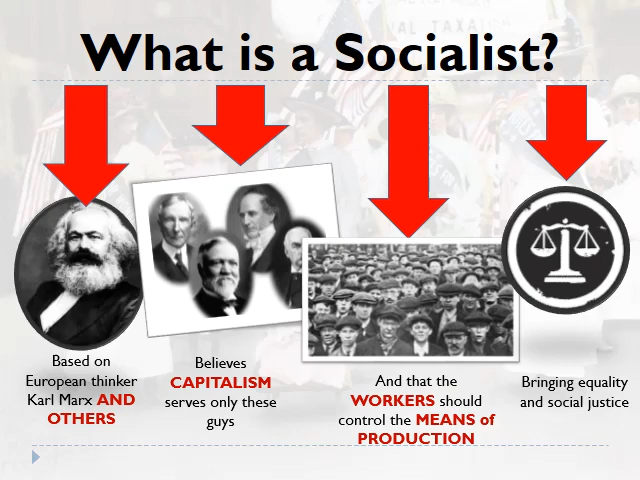 What is a Socialist?
Based on
European thinker
Karl Marx AND
OTHERS
Believes
CAPITALISM
serves only these
guys
And that the
WORKERS should
control the MEANS of
PRODUCTION
Bringing equality
and social justice